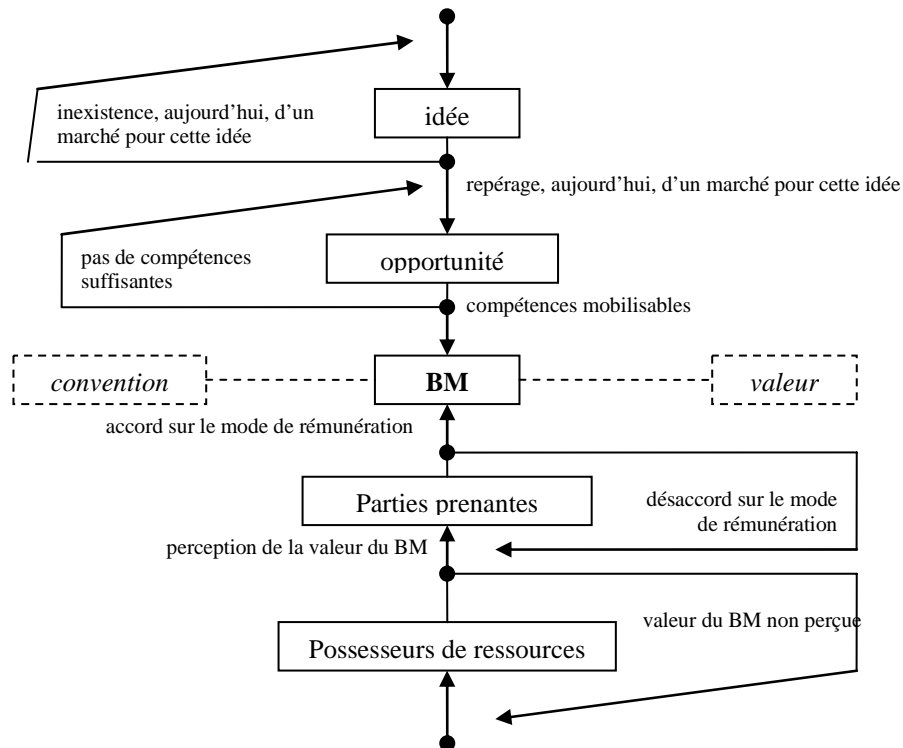 idée
inexistence, aujourd'hui, d'un
marché pour cette idée
repérage, aujourd'hui, d'un marché pour cette idée
opportunité
pas de compétences
suffisantes
compétences mobilisables
convention
BM
valeur
accord sur le mode de rémunération
Parties prenantes
désaccord sur le mode
de rémunération
perception de la valeur du BM
valeur du BM non perçue
Possesseurs de ressources